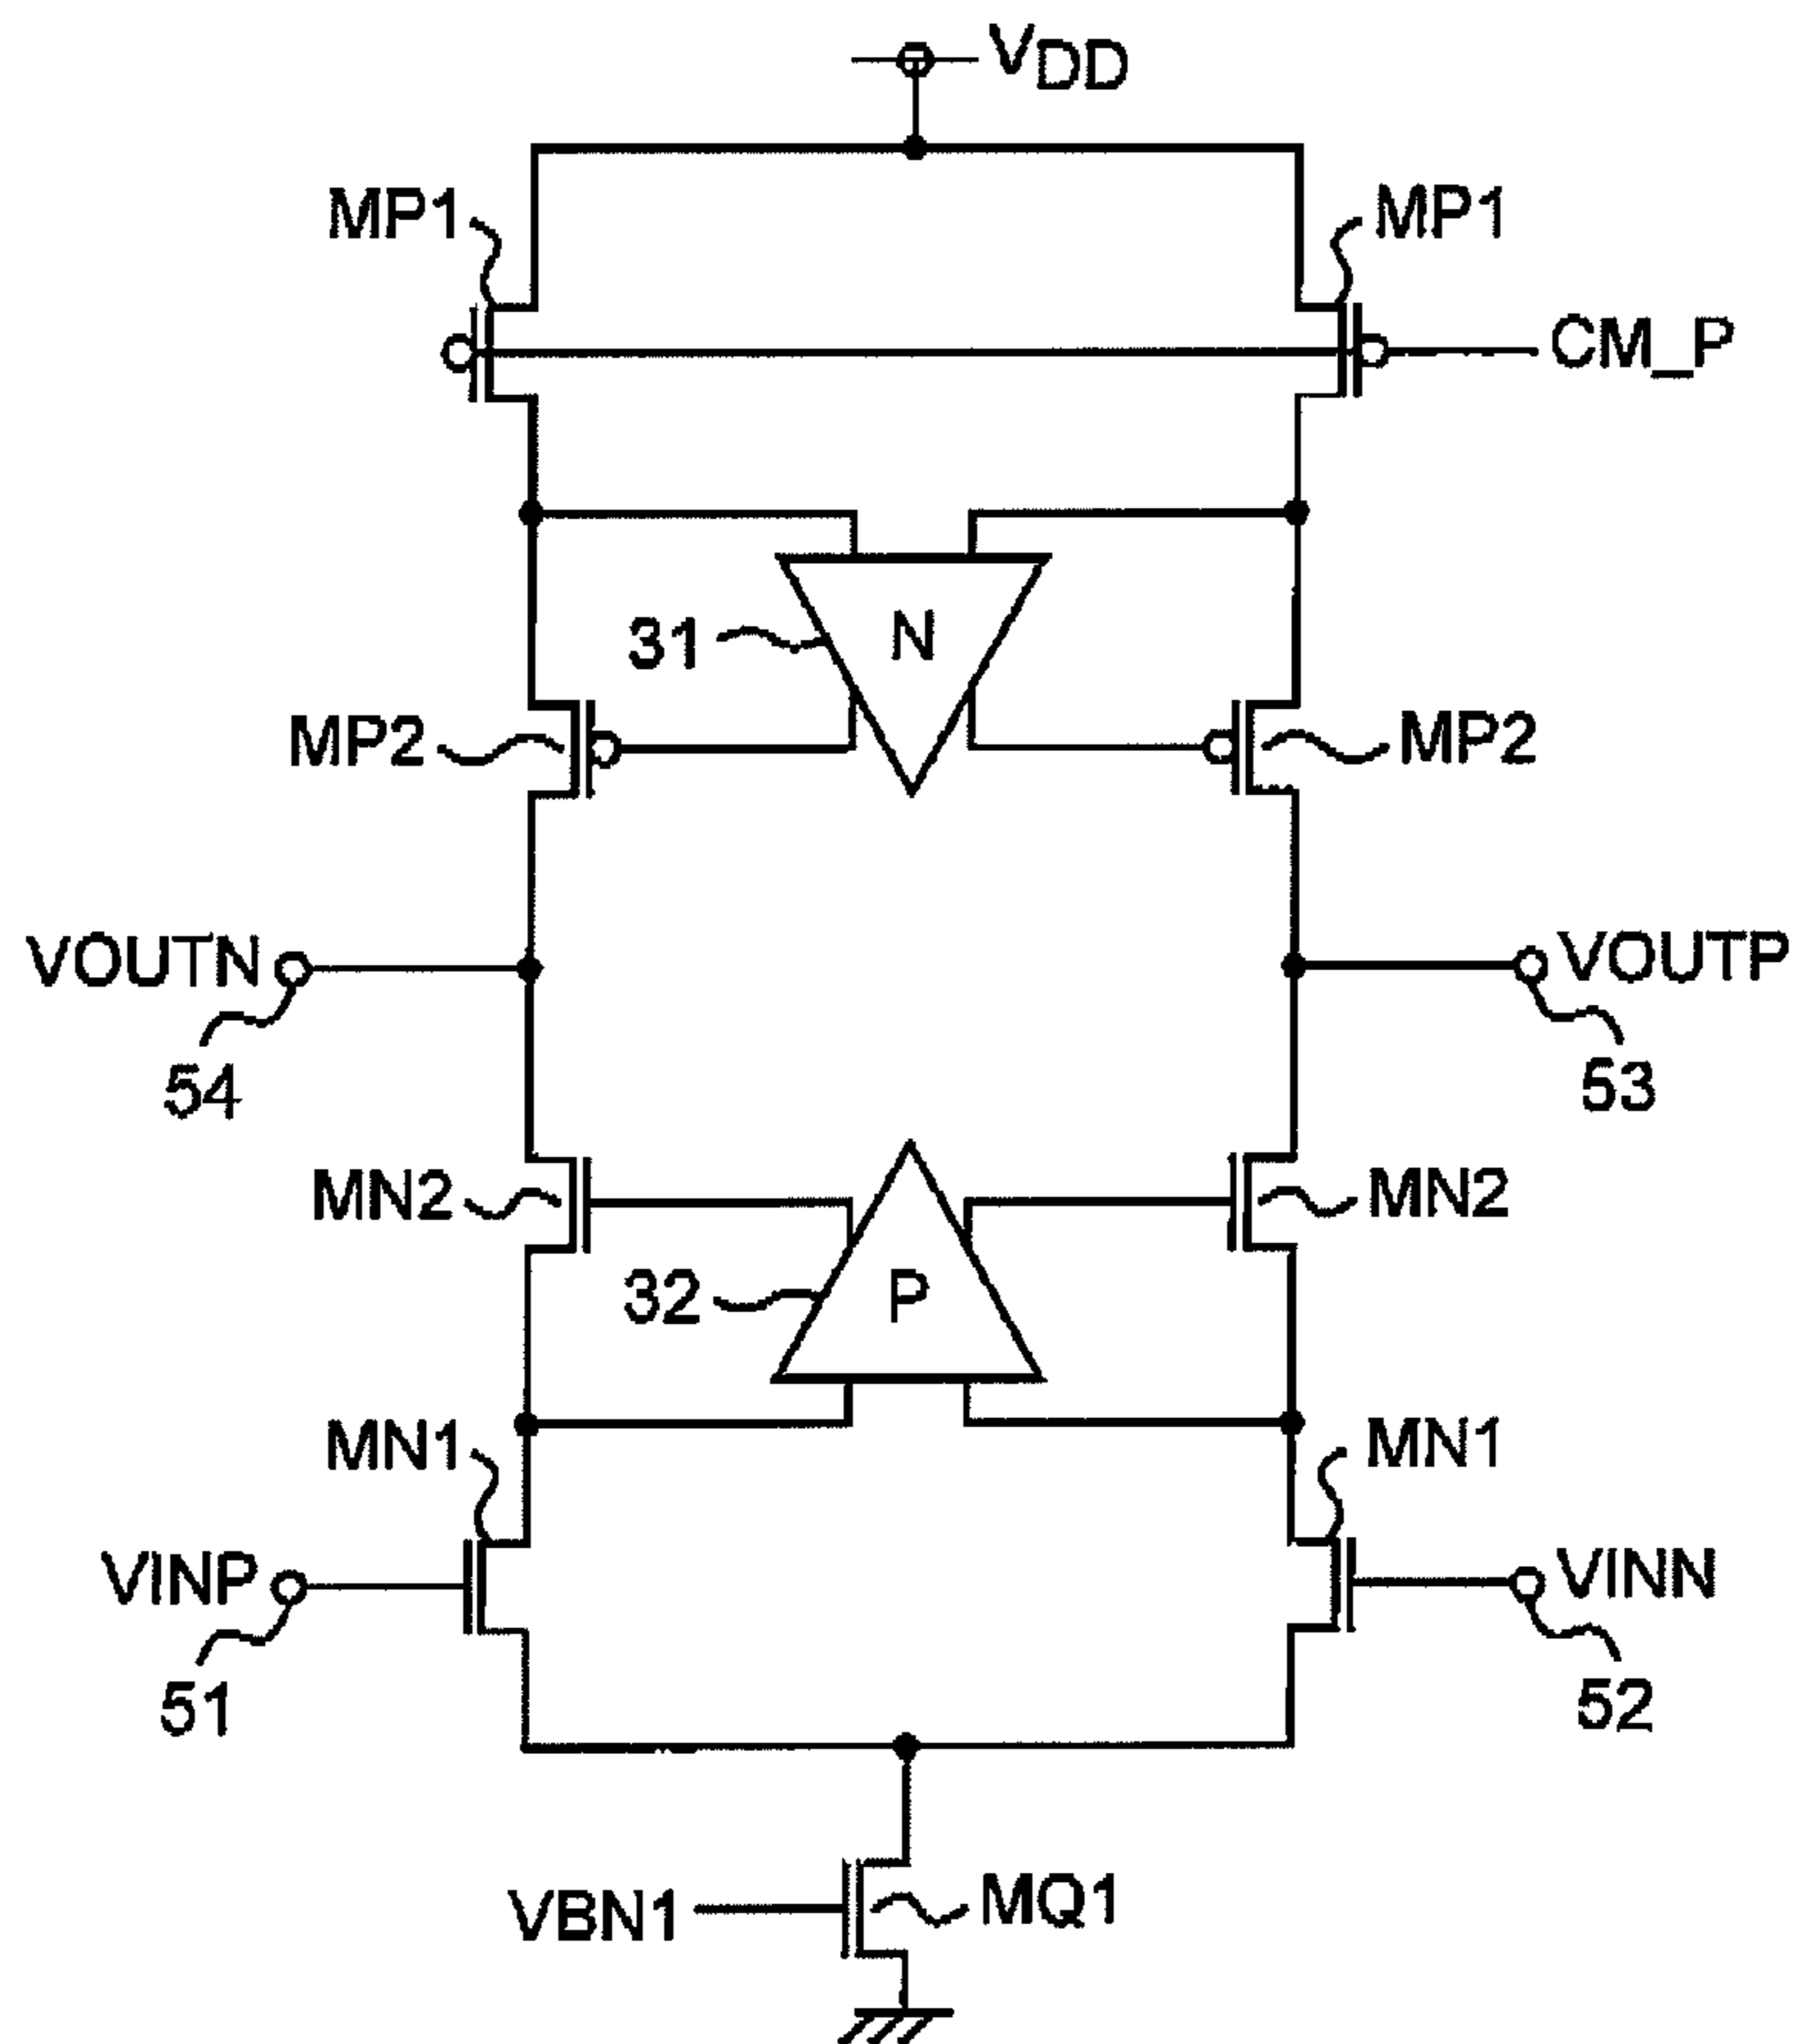 VDD
MP1
MP1
CM_P
31
N
MP2
MP2
VOUTN
VOUTP
54
53
MN2
MN2
32
P
MN1
MN1
VINP
VINN
51
52
VBN1
MQ1